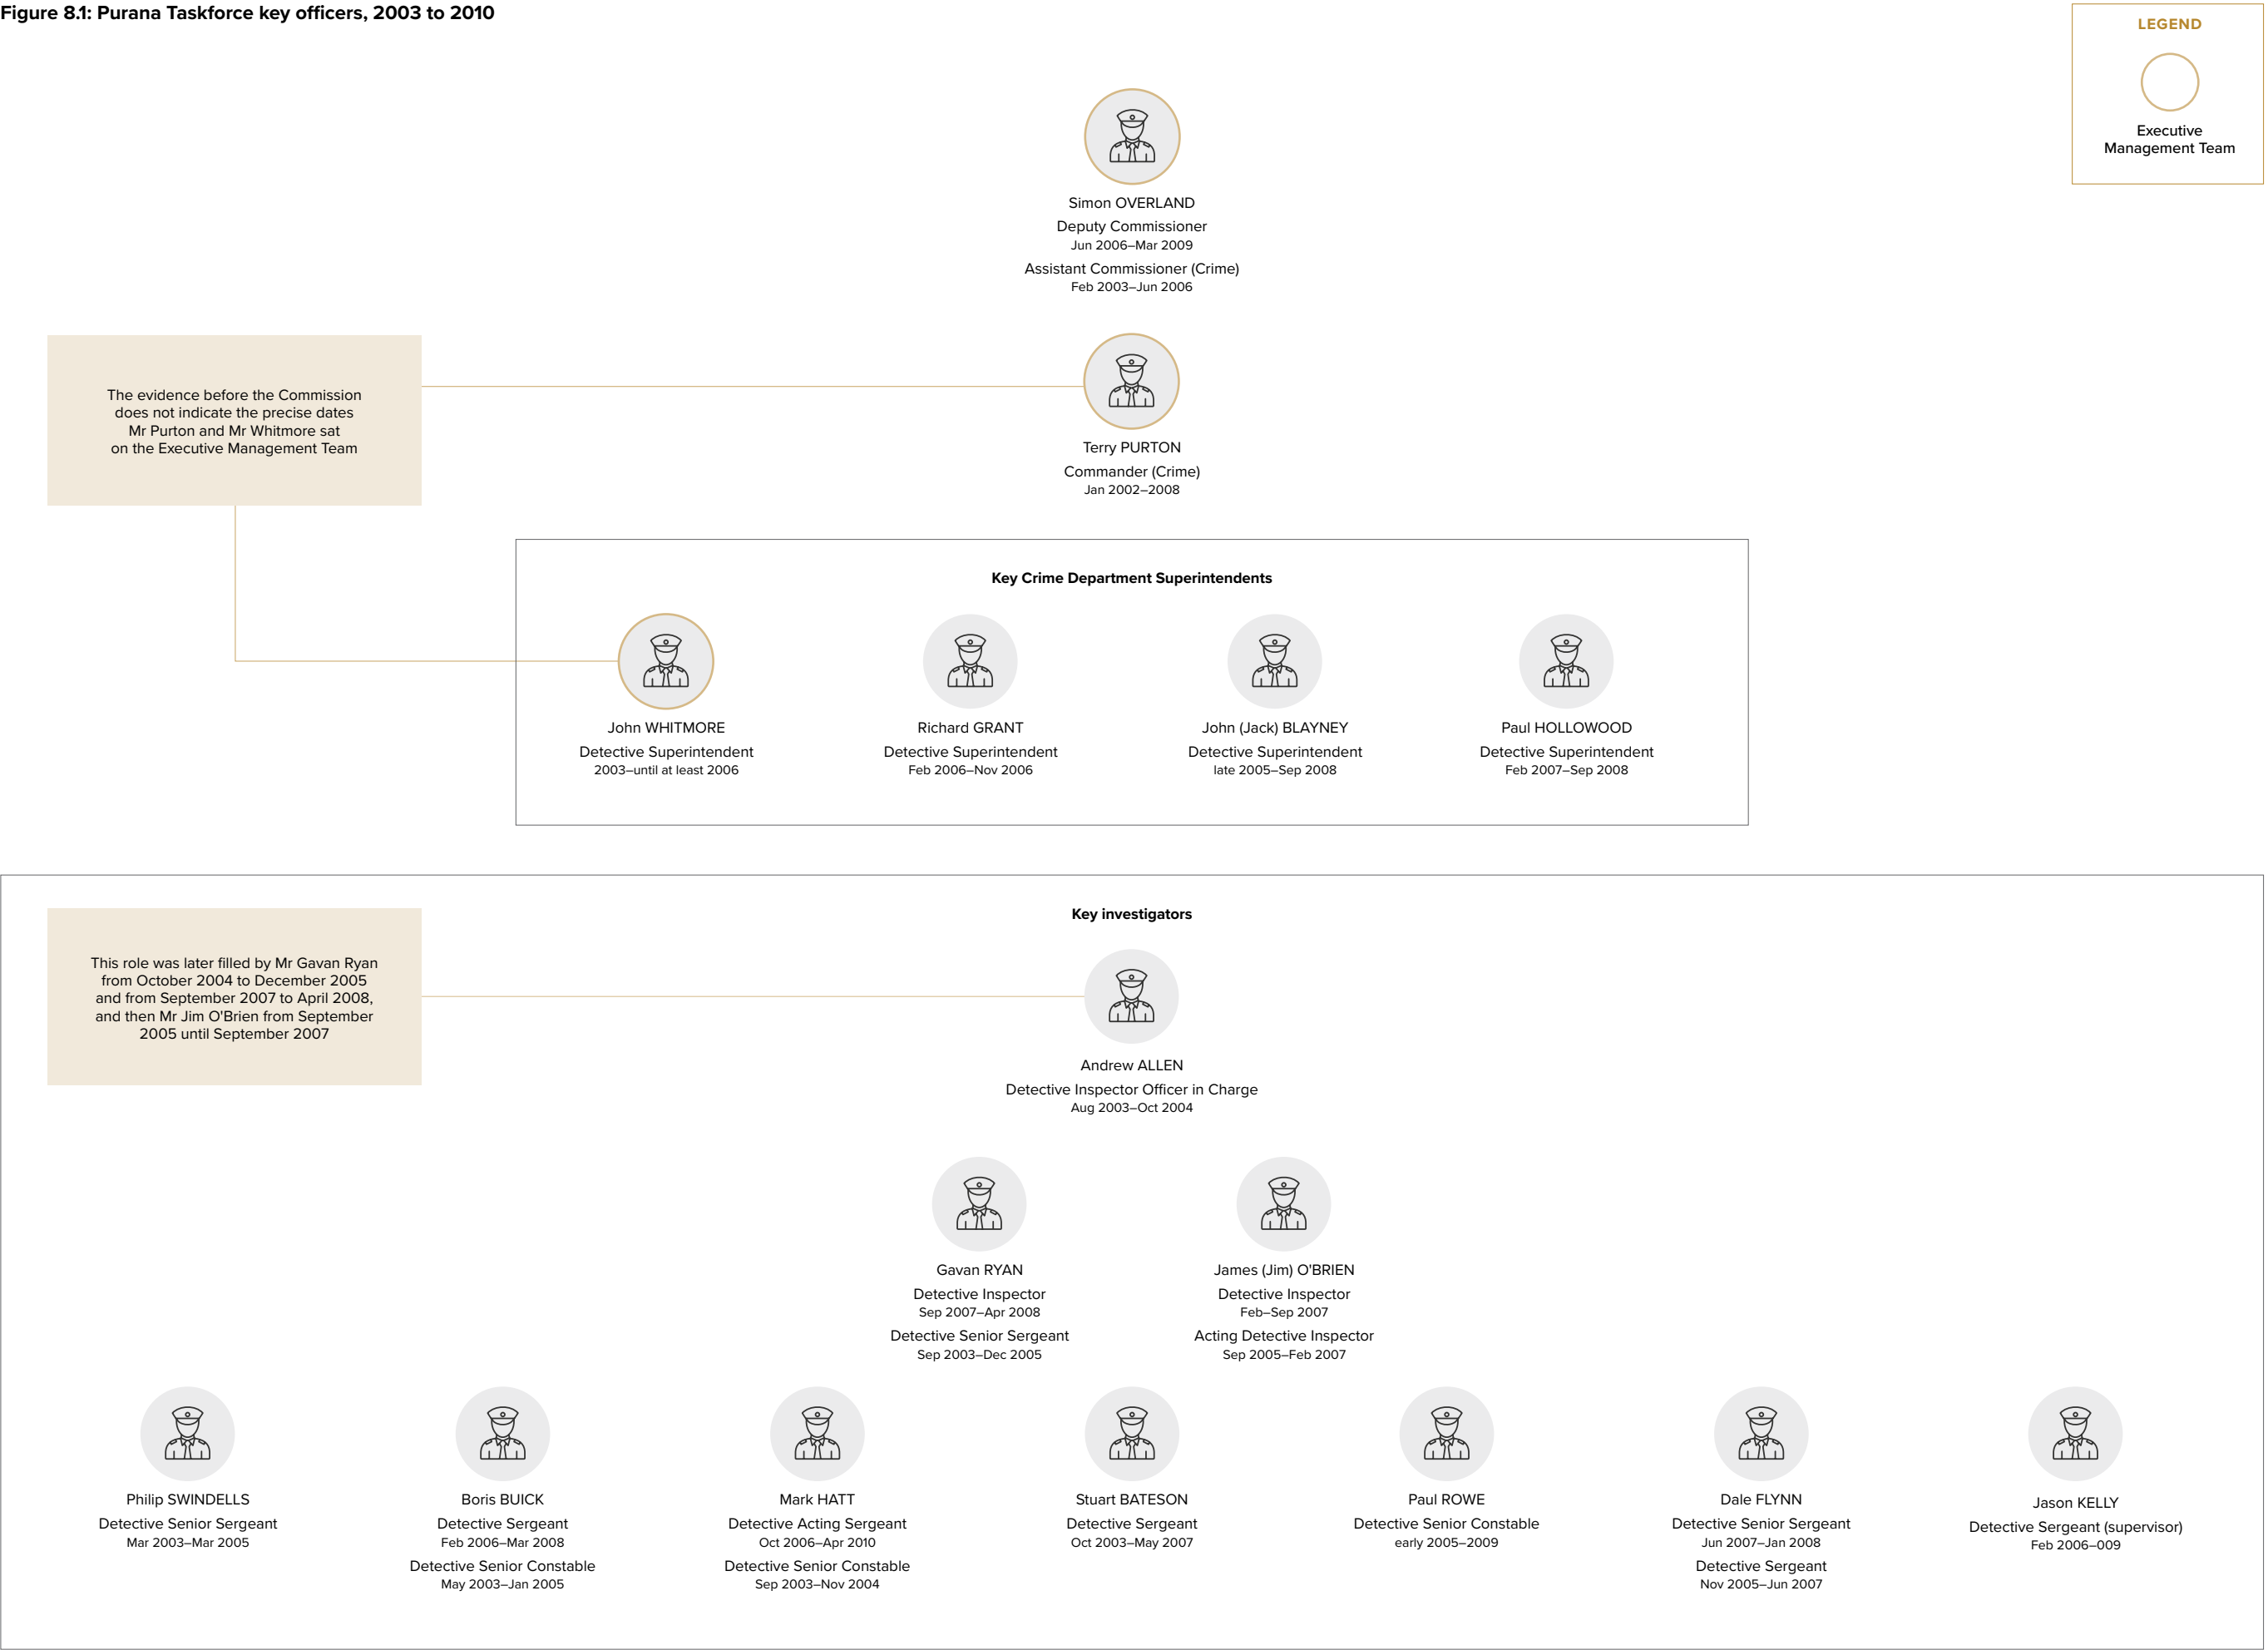 Figure 8.1: Purana Taskforce key officers, 2003 to 2010
LEGEND
Executive
Management Team
Simon OVERLAND
Deputy Commissioner
Jun 2006–Mar 2009
Assistant Commissioner (Crime)
Feb 2003–Jun 2006
The evidence before the Commission
does not indicate the precise dates
Mr Purton and Mr Whitmore sat
on the Executive Management Team
Terry PURTON
Commander (Crime)
Jan 2002–2008
Key Crime Department Superintendents
John WHITMORE
Detective Superintendent
2003–until at least 2006
Richard GRANT
Detective Superintendent
Feb 2006–Nov 2006
John (Jack) BLAYNEY
Detective Superintendent
late 2005–Sep 2008
Paul HOLLOWOOD
Detective Superintendent
Feb 2007–Sep 2008
Key investigators
This role was later filled by Mr Gavan Ryan
from October 2004 to December 2005
and from September 2007 to April 2008,
and then Mr Jim O'Brien from September
2005 until September 2007
Andrew ALLEN
Detective Inspector Officer in Charge
Aug 2003–Oct 2004
Gavan RYAN
Detective Inspector
Sep 2007–Apr 2008
Detective Senior Sergeant
Sep 2003–Dec 2005
James (Jim) O'BRIEN
Detective Inspector
Feb–Sep 2007
Acting Detective Inspector
Sep 2005–Feb 2007
Philip SWINDELLS
Detective Senior Sergeant
Mar 2003–Mar 2005
Boris BUICK
Detective Sergeant
Feb 2006–Mar 2008
Detective Senior Constable
May 2003–Jan 2005
Mark HATT
Detective Acting Sergeant
Oct 2006–Apr 2010
Detective Senior Constable
Sep 2003–Nov 2004
Stuart BATESON
Detective Sergeant
Oct 2003–May 2007
Paul ROWE
Detective Senior Constable
early 2005–2009
Dale FLYNN
Detective Senior Sergeant
Jun 2007–Jan 2008
Detective Sergeant
Nov 2005–Jun 2007
Jason KELLY
Detective Sergeant (supervisor)
Feb 2006–009